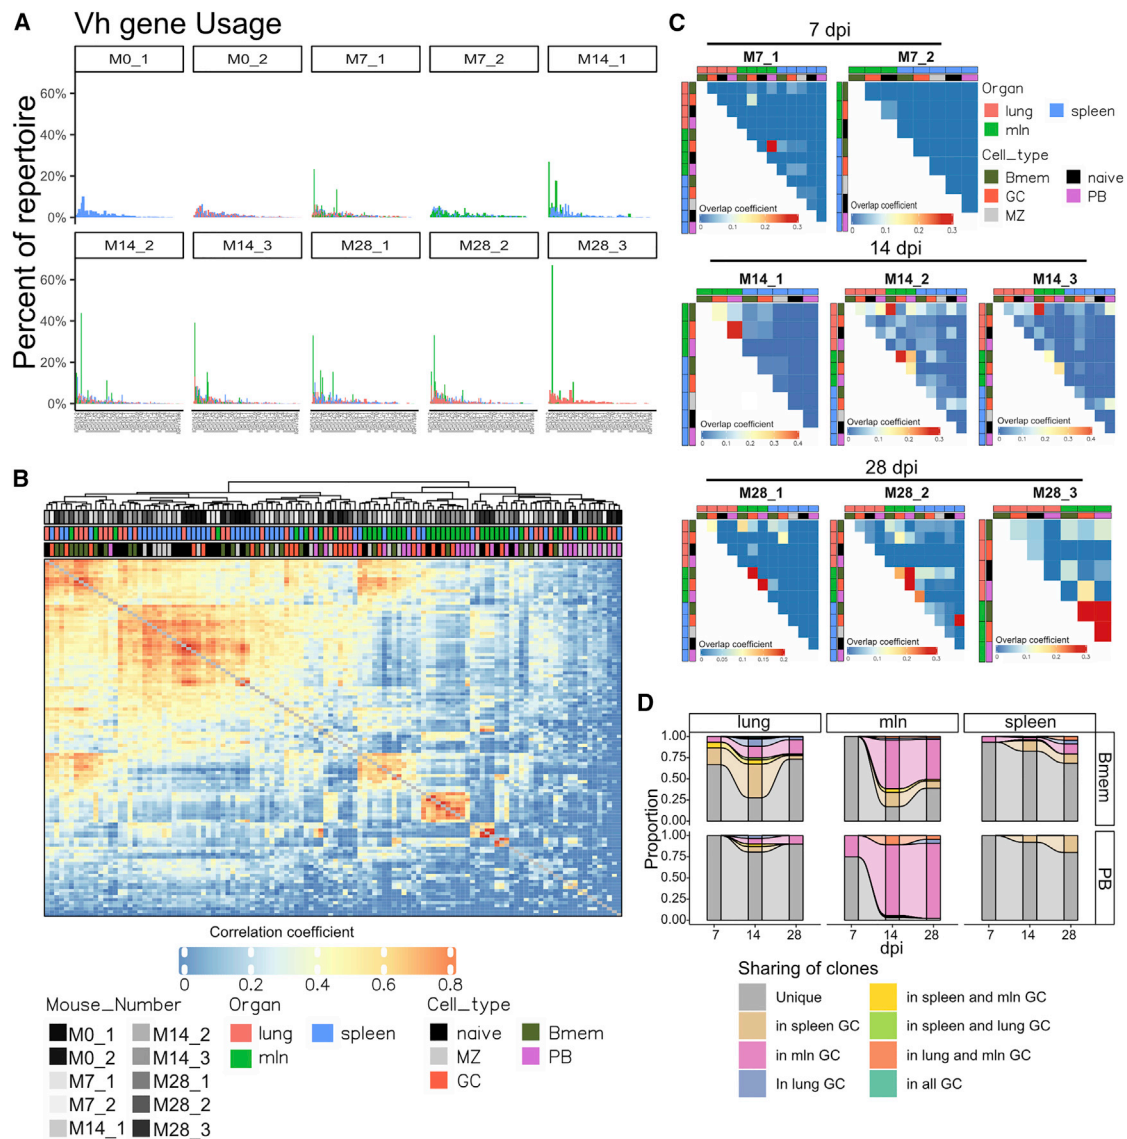 A
Vh gene Usage
M0_1
M0_2
M7_1
M7_2
M14_1
Percent of repertoire
60%
40%
20%
0%
M14_2
M14_3
M28_1
M28_2
M28_3
60%
40%
20%
0%
B
Correlation coefficient
0 0.2 0.4 0.6 0.8
Mouse_Number
M0_1
M0_2
M7_1
M7_2
M14_1
M14_2
M14_3
M28_1
M28_2
M28_3
Organ
lung
mln
spleen
Cell_type
naive
MZ
GC
Bmem
PB
C
7 dpi
M7_1
M7_2
Overlap coefficient
0 0.1 0.2 0.3
Overlap coefficient
0 0.1 0.2 0.3
Organ
lung
mln
spleen
Cell_type
Bmem
GC
MZ
naive
PB
14 dpi
M14_1
M14_2
M14_3
Overlap coefficient
0 0.1 0.2 0.3 0.4
Overlap coefficient
0 0.1 0.2 0.3
Overlap coefficient
0 0.2 0.4
28 dpi
M28_1
M28_2
M28_3
Overlap coefficient
0 0.05 0.1 0.15 0.2
Overlap coefficient
0 0.1 0.2 0.3
Overlap coefficient
0 0.1 0.2 0.3
D
lung
mln
spleen
Bmem
PB
Proportion
1.00
0.75
0.50
0.25
0.00
1.00
0.75
0.50
0.25
0.00
7 14 28
7 14 28
7 14 28
dpi
Sharing of clones
Unique
in spleen GC
in mln GC
In lung GC
in spleen and mln GC
in spleen and lung GC
in lung and mln GC
in all GC